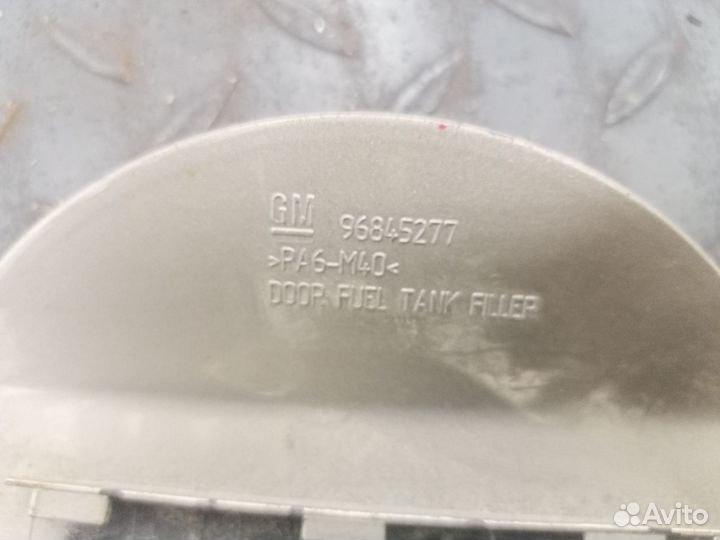 GM 96845277
>PA6-M40<
DOOR FUEL TANK FILLER
Avito